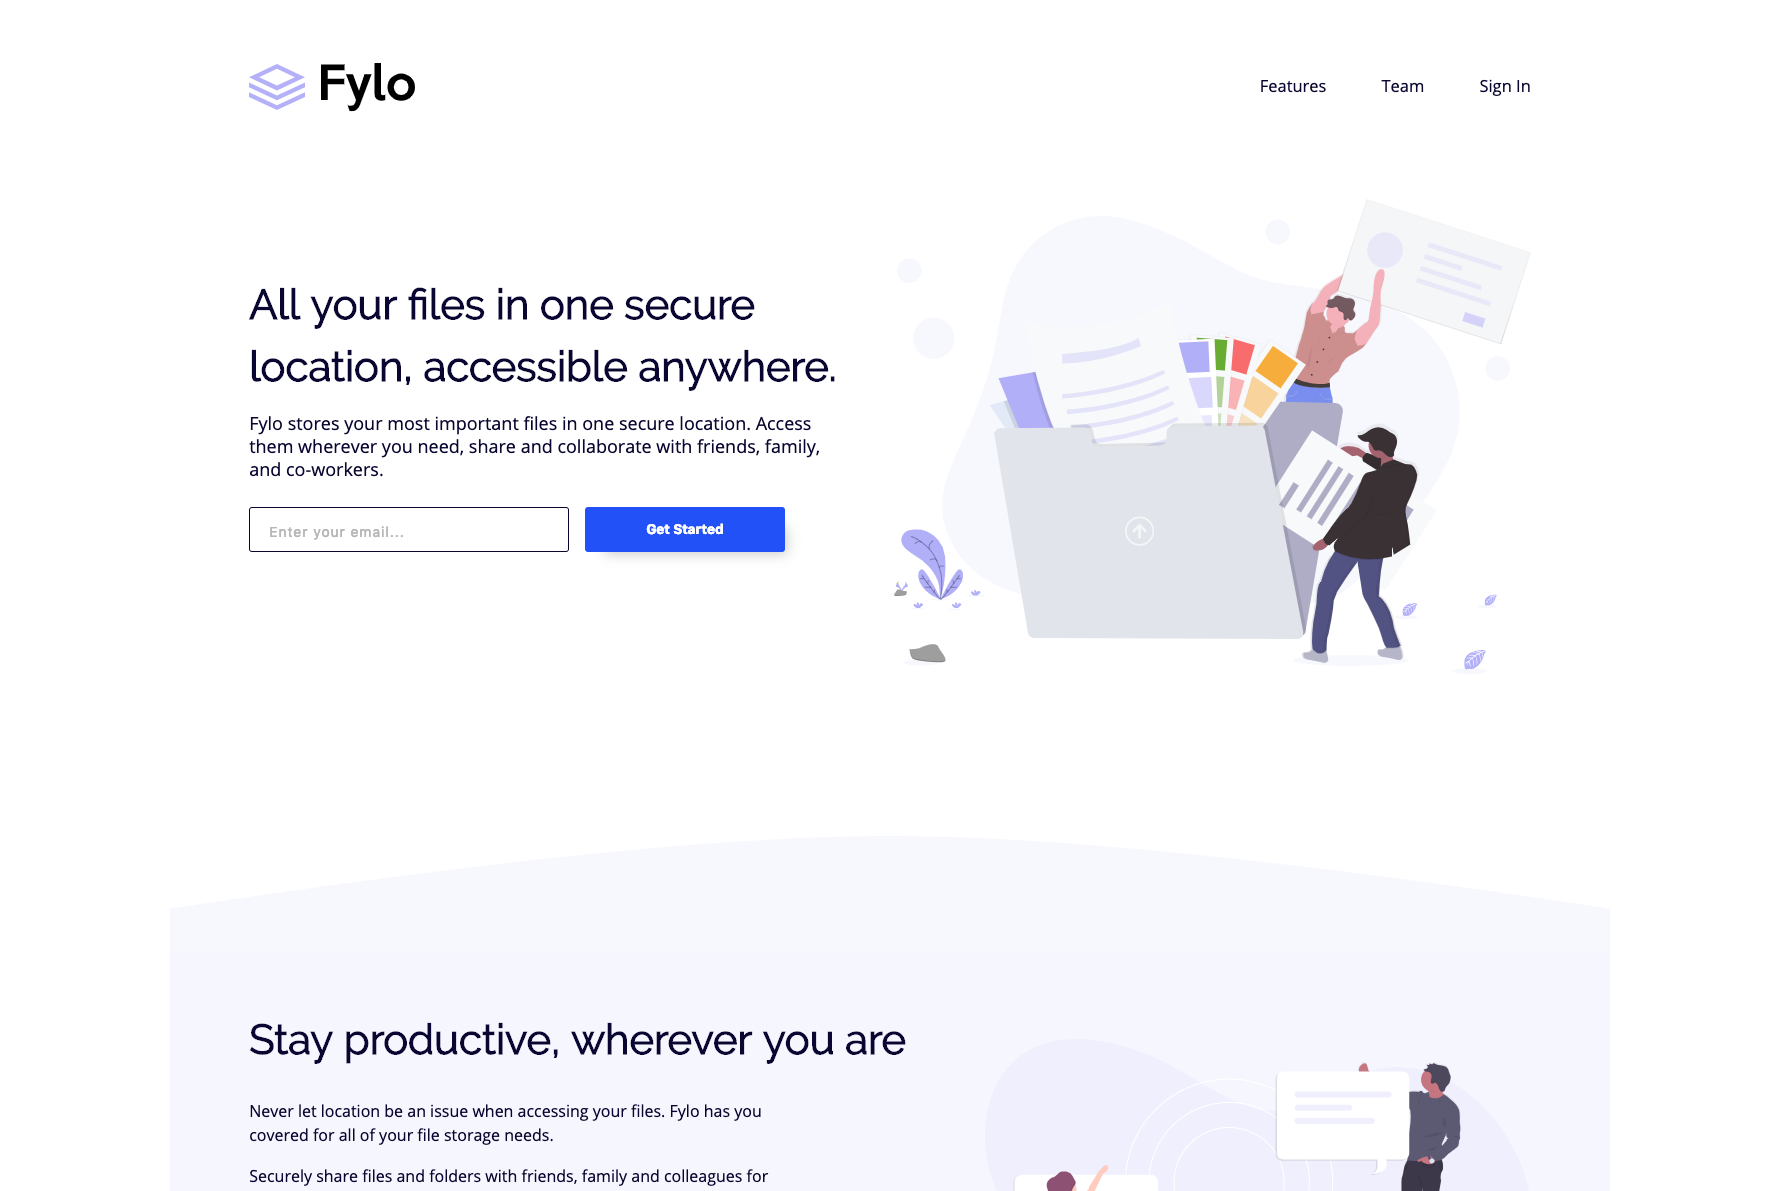 Fylo
Features
Team
Sign In
All your files in one secure
location, accessible anywhere.
Fylo stores your most important files in one secure location. Access
them wherever you need, share and collaborate with friends, family,
and co-workers.
Enter your email...
Get Started
Stay productive, wherever you are
Never let location be an issue when accessing your files. Fylo has you
covered for all of your file storage needs.
Securely share files and folders with friends, family and colleagues for